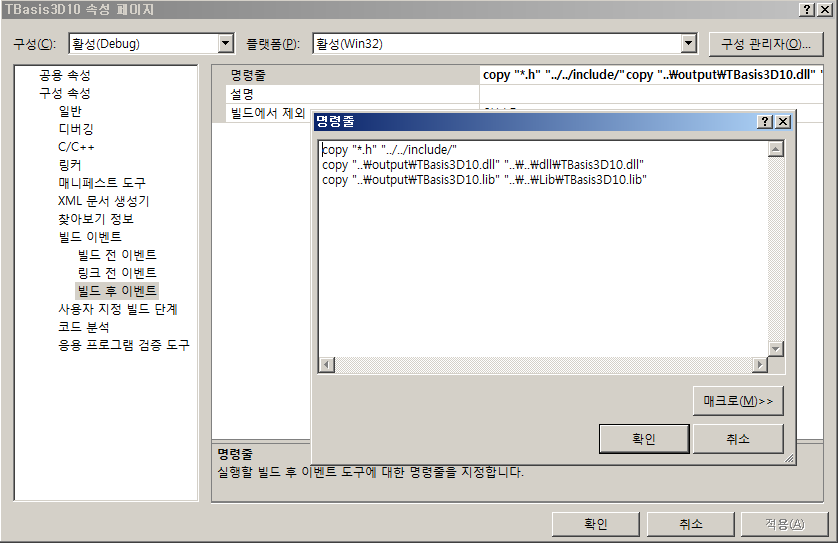 TBasis3D10 속성 페이지
구성(C): 활성(Debug) 플랫폼(P): 활성(Win32) 구성 관리자(O)...
공용 속성
구성 속성
일반
디버깅
C/C++
링커
매니페스트 도구
XML 문서 생성기
찾아보기 정보
빌드 이벤트
빌드 전 이벤트
링크 전 이벤트
빌드 후 이벤트
사용자 지정 빌드 단계
코드 분석
응용 프로그램 검증 도구
명령줄 copy "*.h" "../../include/"copy "..₩output₩TBasis3D10.dll" "
설명
빌드에서 제외
명령줄
copy "*.h" "../../include/"
copy "..₩output₩TBasis3D10.dll" "..₩..₩dll₩TBasis3D10.dll"
copy "..₩output₩TBasis3D10.lib" "..₩..₩Lib₩TBasis3D10.lib"
매크로(M)>>
확인 취소
명령줄
실행할 빌드 후 이벤트 도구에 대한 명령줄을 지정합니다.
확인 취소 적용(A)